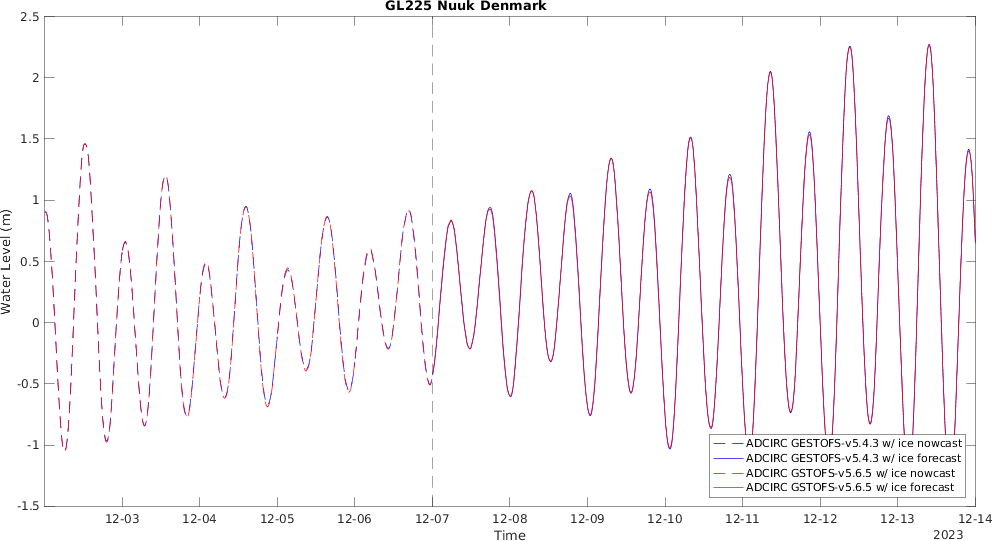 GL225 Nuuk Denmark
2.5
2
1.5
1
0.5
0
-0.5
-1
-1.5
Water Level (m)
ADCIRC GESTOFS-v5.4.3 w/ ice nowcast
ADCIRC GESTOFS-v5.4.3 w/ ice forecast
ADCIRC GSTOFS-v5.6.5 w/ ice nowcast
ADCIRC GSTOFS-v5.6.5 w/ ice forecast
12-03 12-04 12-05 12-06 12-07 12-08 12-09 12-10 12-11 12-12 12-13 12-14
Time
2023